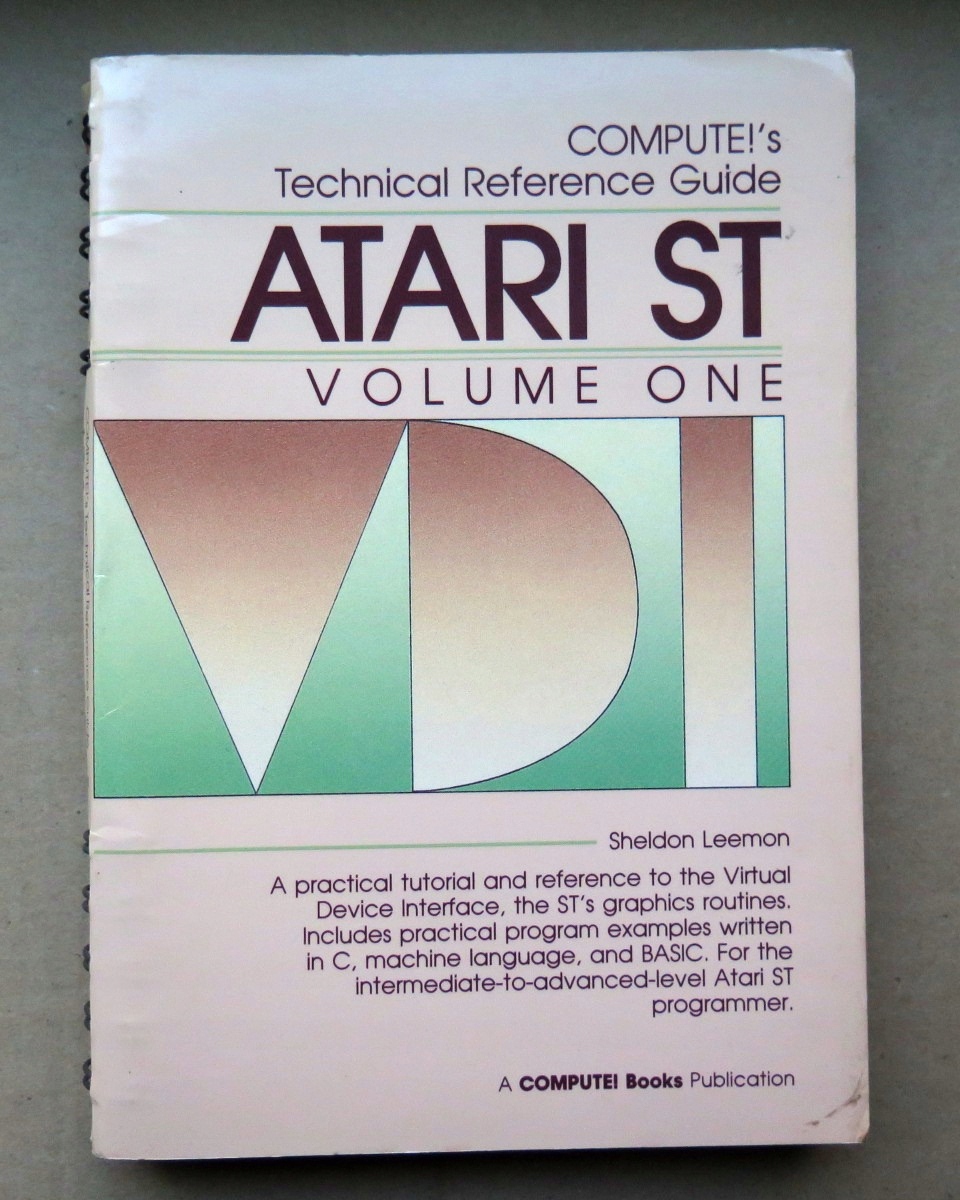 COMPUTE!'s
Technical Reference Guide
ATARI ST
VOLUME ONE
VDI
Sheldon Leemon
A practical tutorial and reference to the Virtual
Device Interface, the ST's graphics routines.
Includes practical program examples written
in C, machine language, and BASIC. For the
intermediate-to-advanced-level Atari ST
programmer.
A COMPUTE! Books Publication